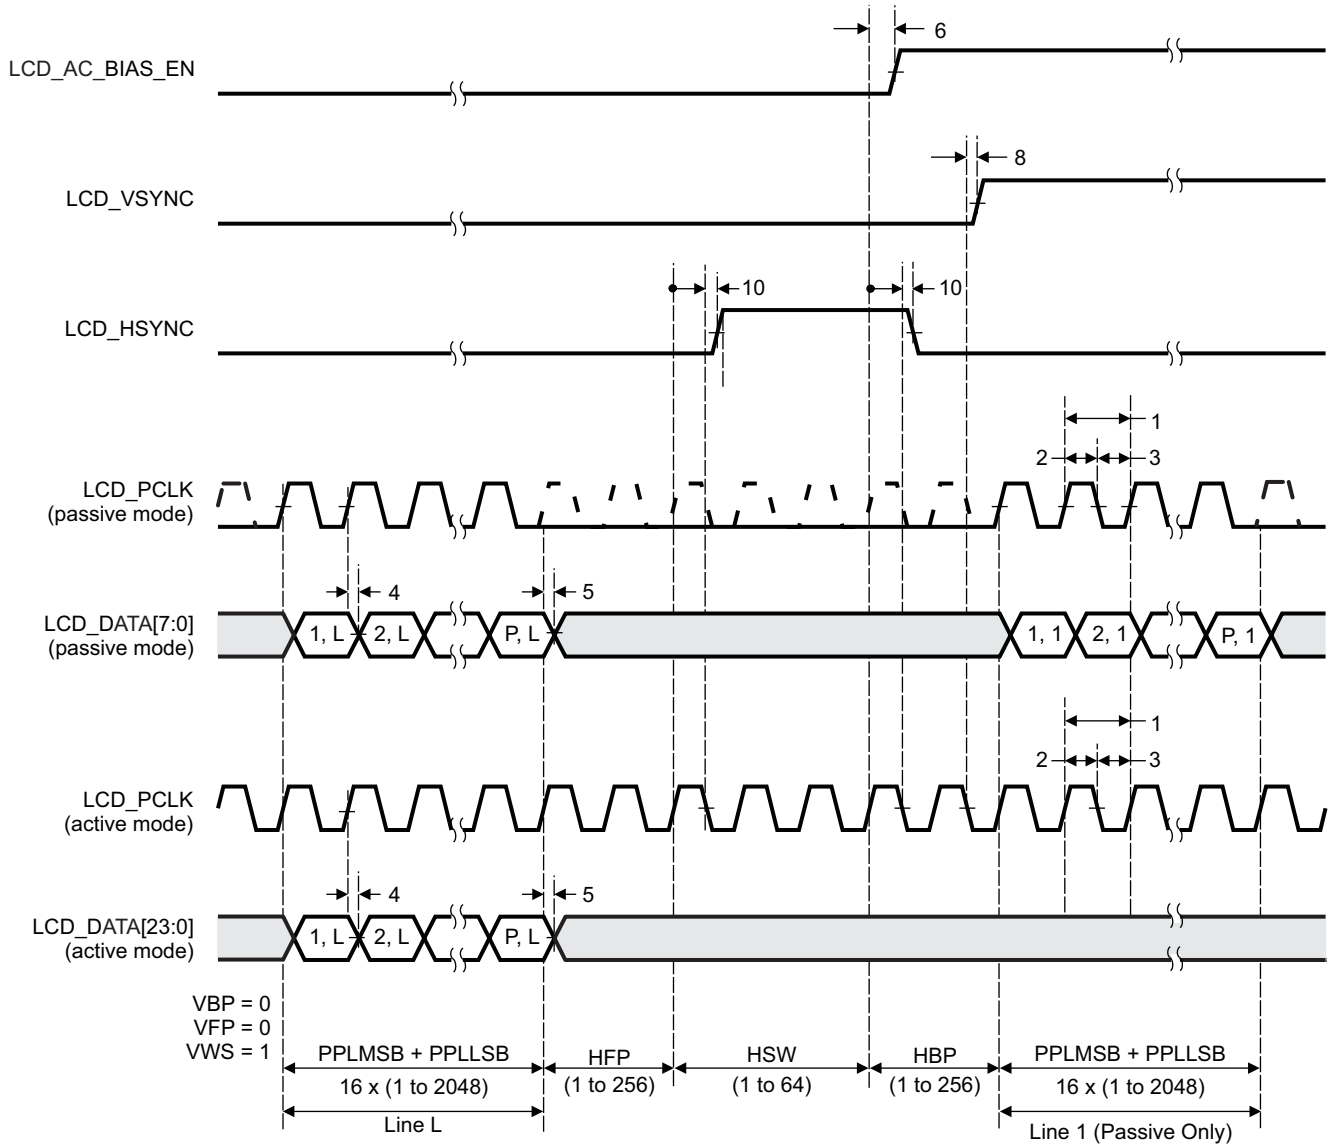 6
LCD_AC_BIAS_EN
8
LCD_VSYNC
10
10
LCD_HSYNC
1
2
3
LCD_PCLK
(passive mode)
4
5
LCD_DATA[7:0]
(passive mode)
1, L
2, L
P, L
1, 1
2, 1
P, 1
1
2
3
LCD_PCLK
(active mode)
4
5
LCD_DATA[23:0]
(active mode)
1, L
2, L
P, L
VBP = 0
VFP = 0
VWS = 1
PPLMSB + PPLLSB
16 x (1 to 2048)
Line L
HFP
(1 to 256)
HSW
(1 to 64)
HBP
(1 to 256)
PPLMSB + PPLLSB
16 x (1 to 2048)
Line 1 (Passive Only)